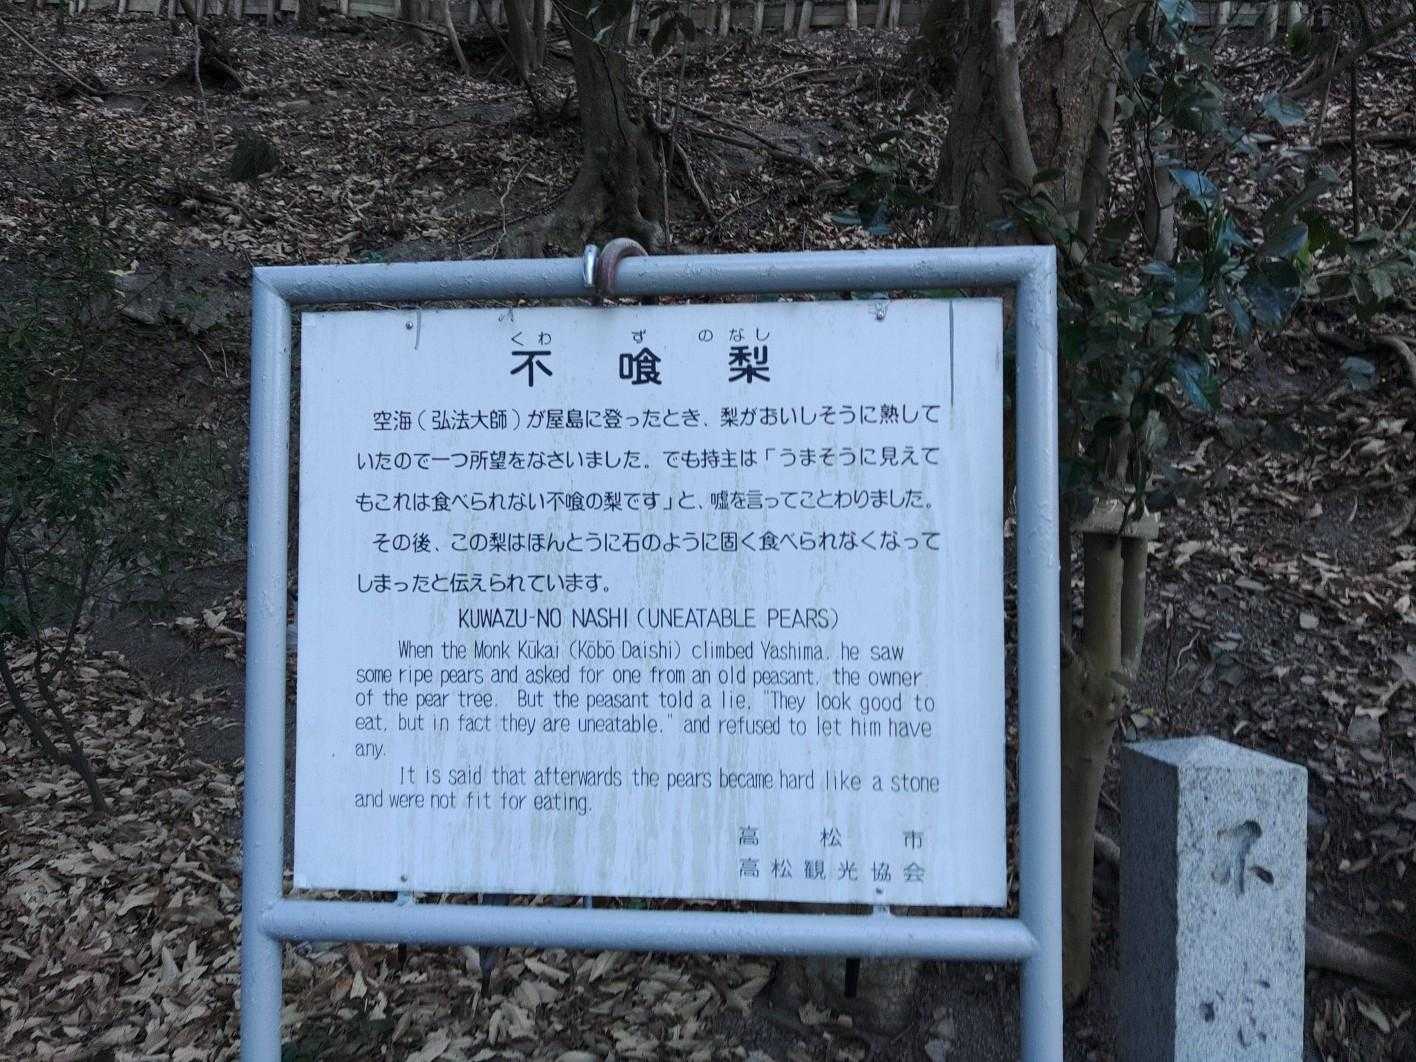 くわ ず のなし
不 喰 梨
空海(弘法大師)が屋島に登ったとき、梨がおいしそうに熟して
いたので一つ所望をなさいました。でも持主は「うまそうに見えて
もこれは食べられない不喰の梨です」と、嘘を言ってことわりました。
その後、この梨はほんとうに石のように固く食べられなくなって
しまったと伝えられています。
KUWAZU-NO NASHI (UNEATABLE PEARS)
When the Monk Kūkai (Kōbō Daishi) climbed Yashima, he saw
some ripe pears and asked for one from an old peasant, the owner
of the pear tree. But the peasant told a lie, "They look good to
eat, but in fact they are uneatable," and refused to let him have
any.
It is said that afterwards the pears became hard like a stone
and were not fit for eating.
高 松 市
高松観光協会
不